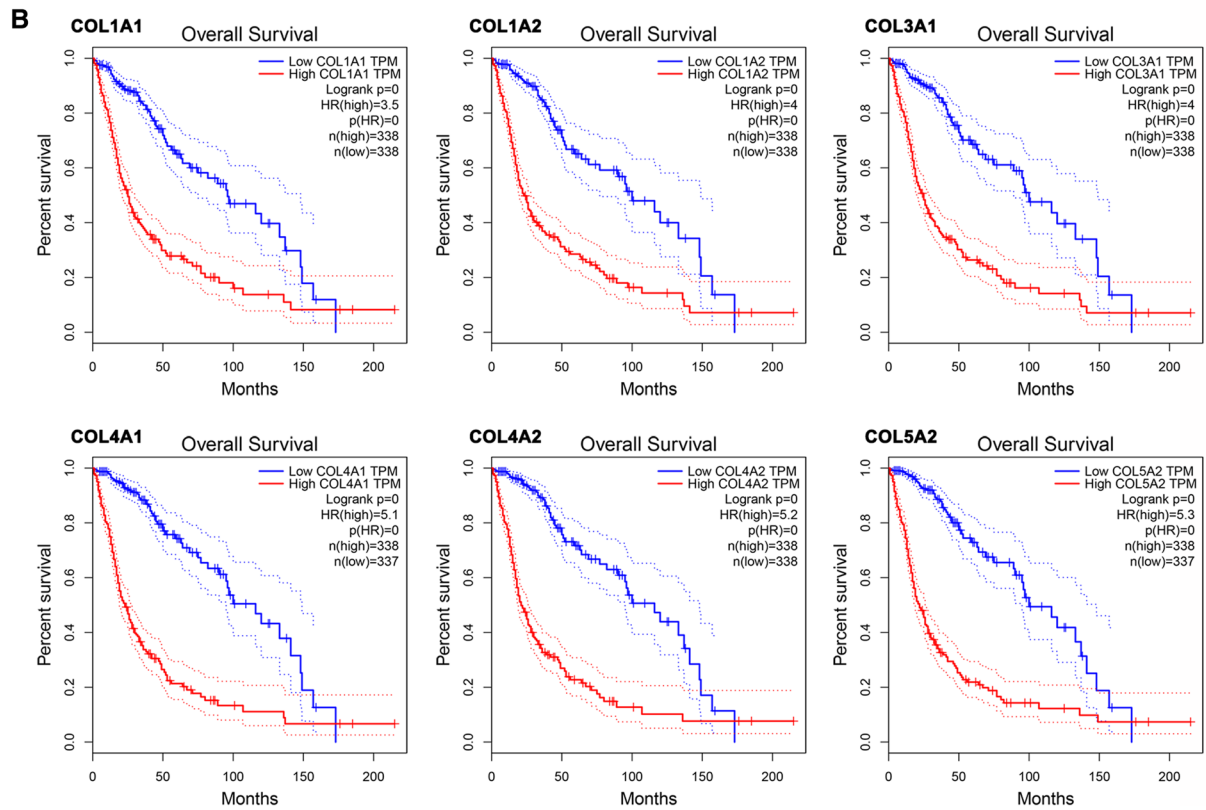 B
COL1A1
Overall Survival
Low COL1A1 TPM
High COL1A1 TPM
Logrank p=0
HR(high)=3.5
p(HR)=0
n(high)=338
n(low)=338
Percent survival
1.0
0.8
0.6
0.4
0.2
0.0
0 50 100 150 200
Months
COL1A2
Overall Survival
Low COL1A2 TPM
High COL1A2 TPM
Logrank p=0
HR(high)=4
p(HR)=0
n(high)=338
n(low)=338
Percent survival
1.0
0.8
0.6
0.4
0.2
0.0
0 50 100 150 200
Months
COL3A1
Overall Survival
Low COL3A1 TPM
High COL3A1 TPM
Logrank p=0
HR(high)=4
p(HR)=0
n(high)=338
n(low)=338
Percent survival
1.0
0.8
0.6
0.4
0.2
0.0
0 50 100 150 200
Months
COL4A1
Overall Survival
Low COL4A1 TPM
High COL4A1 TPM
Logrank p=0
HR(high)=5.1
p(HR)=0
n(high)=338
n(low)=337
Percent survival
1.0
0.8
0.6
0.4
0.2
0.0
0 50 100 150 200
Months
COL4A2
Overall Survival
Low COL4A2 TPM
High COL4A2 TPM
Logrank p=0
HR(high)=5.2
p(HR)=0
n(high)=338
n(low)=338
Percent survival
1.0
0.8
0.6
0.4
0.2
0.0
0 50 100 150 200
Months
COL5A2
Overall Survival
Low COL5A2 TPM
High COL5A2 TPM
Logrank p=0
HR(high)=5.3
p(HR)=0
n(high)=338
n(low)=337
Percent survival
1.0
0.8
0.6
0.4
0.2
0.0
0 50 100 150 200
Months